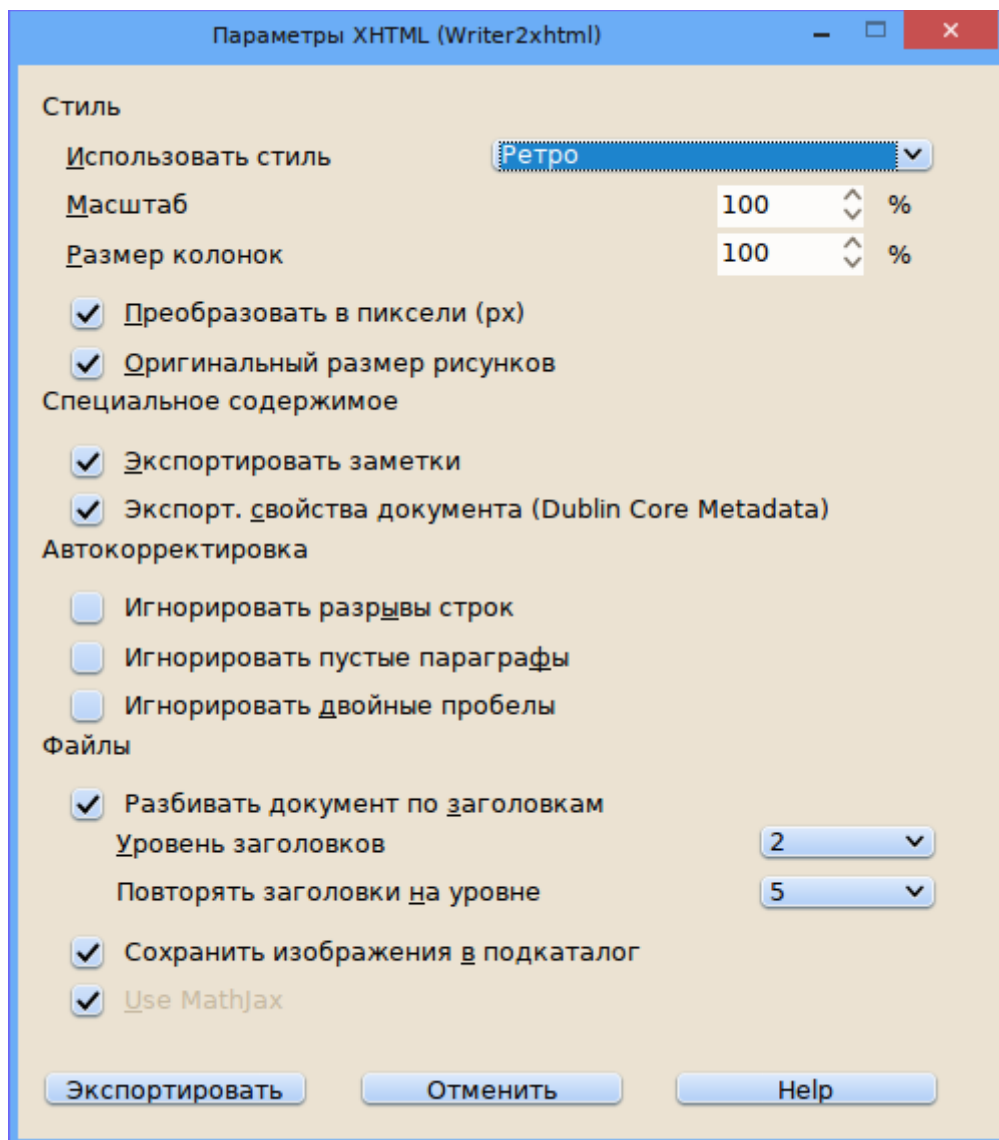 Параметры XHTML (Writer2xhtml)
Стиль
Использовать стиль Ретро
Масштаб 100 %
Размер колонок 100 %
Преобразовать в пиксели (px)
Оригинальный размер рисунков
Специальное содержимое
Экспортировать заметки
Экспорт. свойства документа (Dublin Core Metadata)
Автокорректировка
Игнорировать разрывы строк
Игнорировать пустые параграфы
Игнорировать двойные пробелы
Файлы
Разбивать документ по заголовкам
Уровень заголовков 2
Повторять заголовки на уровне 5
Сохранить изображения в подкаталог
Use MathJax
Экспортировать Отменить Help